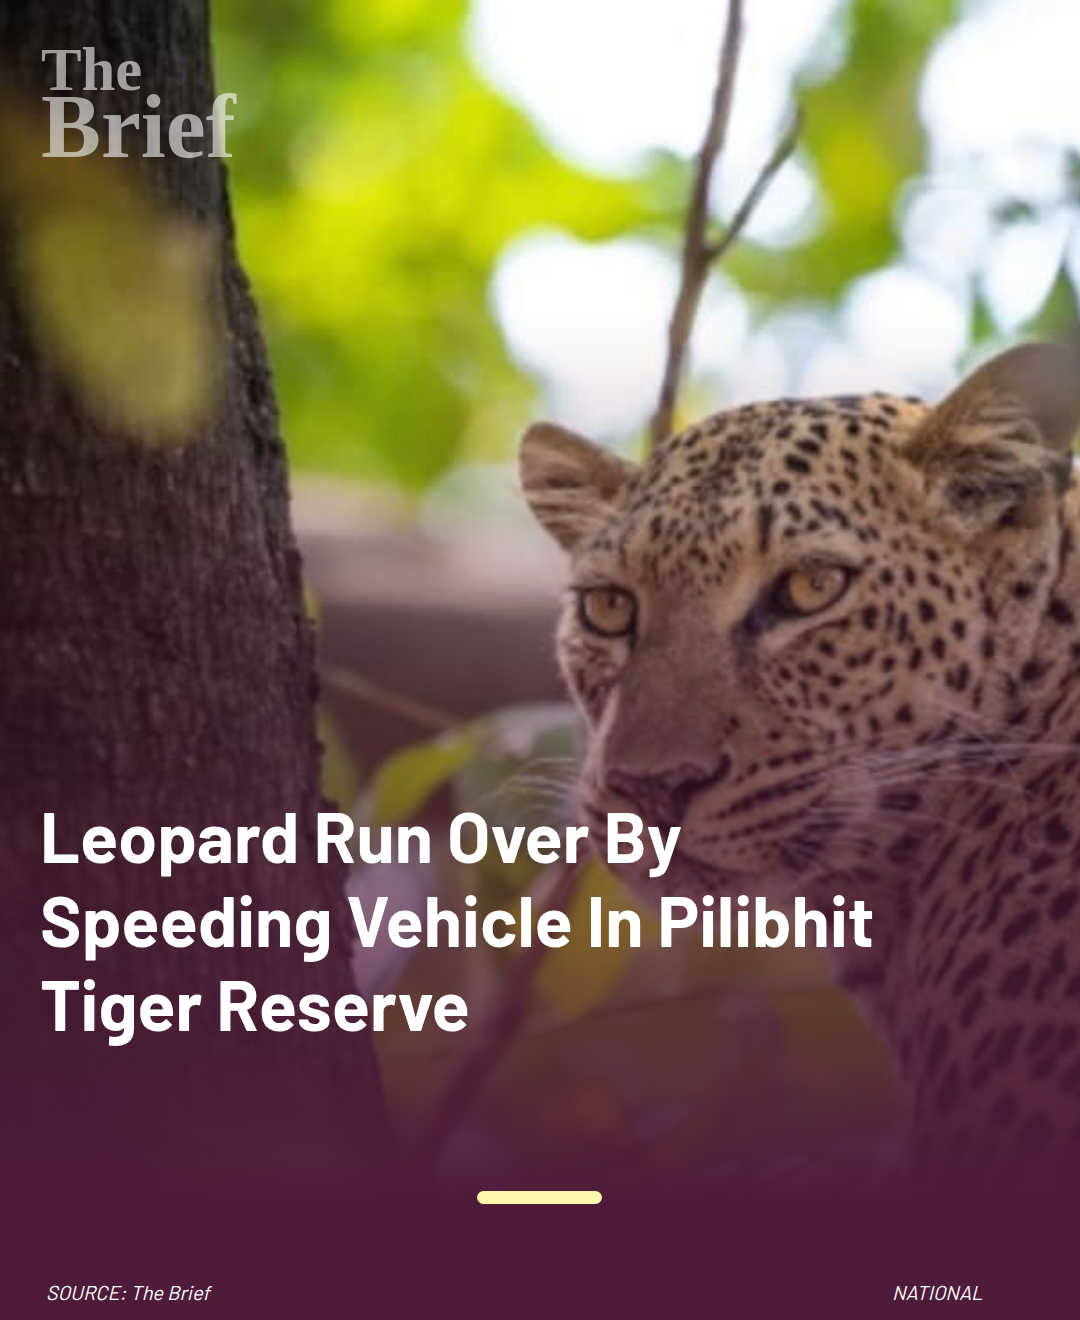 The
Brief
Leopard Run Over By
Speeding Vehicle In Pilibhit
Tiger Reserve
SOURCE: The Brief
NATIONAL